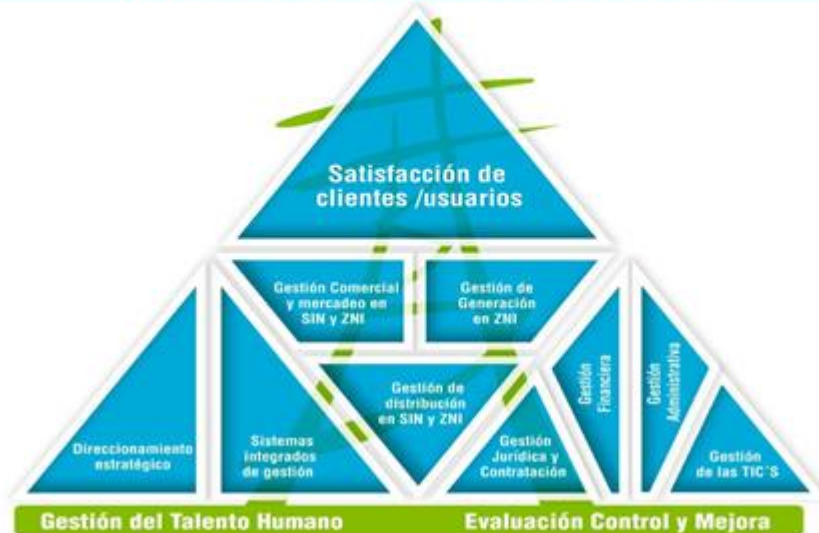 Satisfacción de
clientes /usuarios
Gestión Comercial
y mercadeo en
SIN y ZNI
Gestión de
Generación
en ZNI
Gestión de
distribución
en SIN y ZNI
Direccionamiento
estratégico
Sistemas
integrados
de gestión
Gestión
Jurídica y
Contratación
Gestión
Financiera
Gestión
Administrativa
Gestión
de las TIC´S
Gestión del Talento Humano
Evaluación Control y Mejora